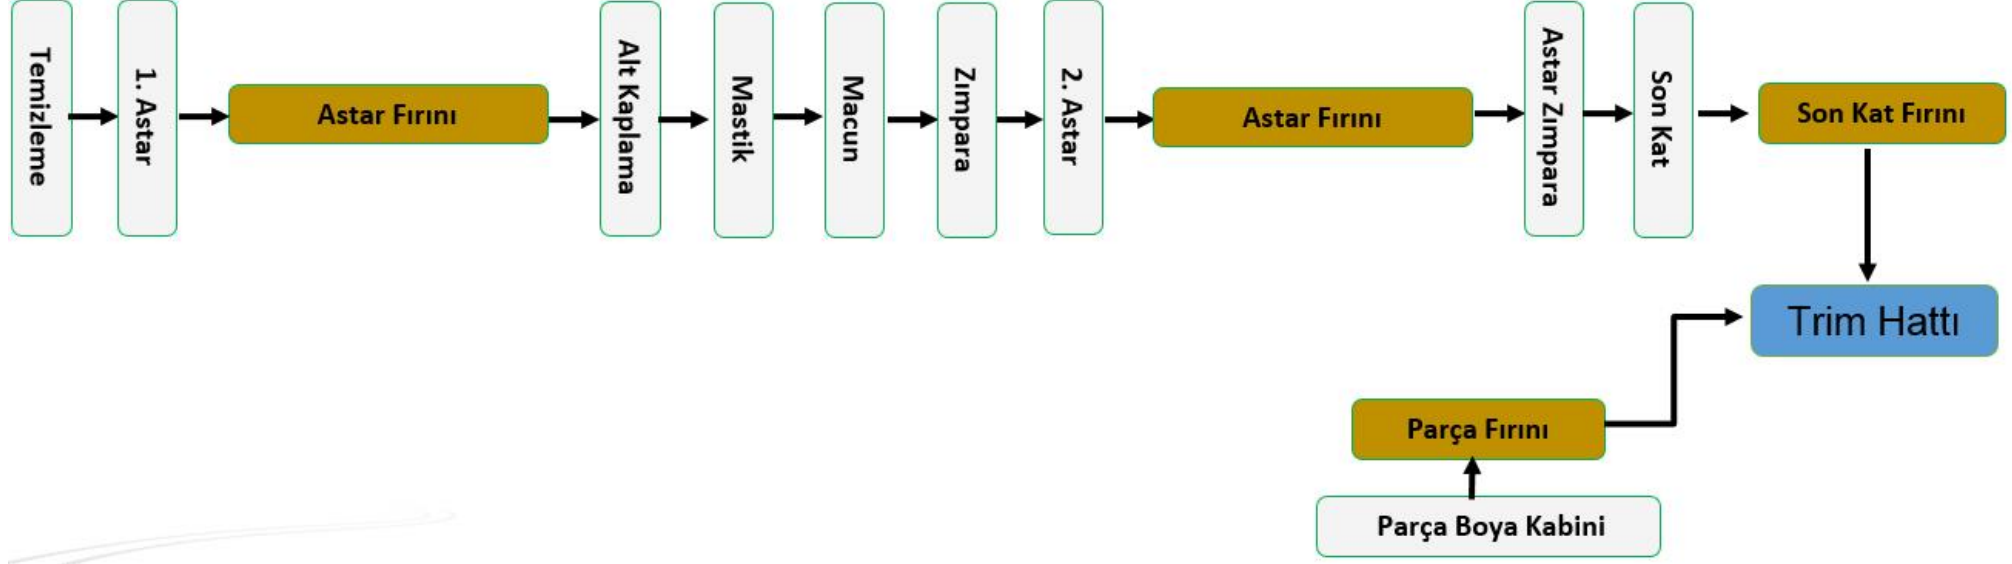 Temizleme
1. Astar
Astar Fırını
Alt Kaplama
Mastik
Macun
Zımpara
2. Astar
Astar Fırını
Astar Zımpara
Son Kat
Son Kat Fırını
Trim Hattı
Parça Fırını
Parça Boya Kabini